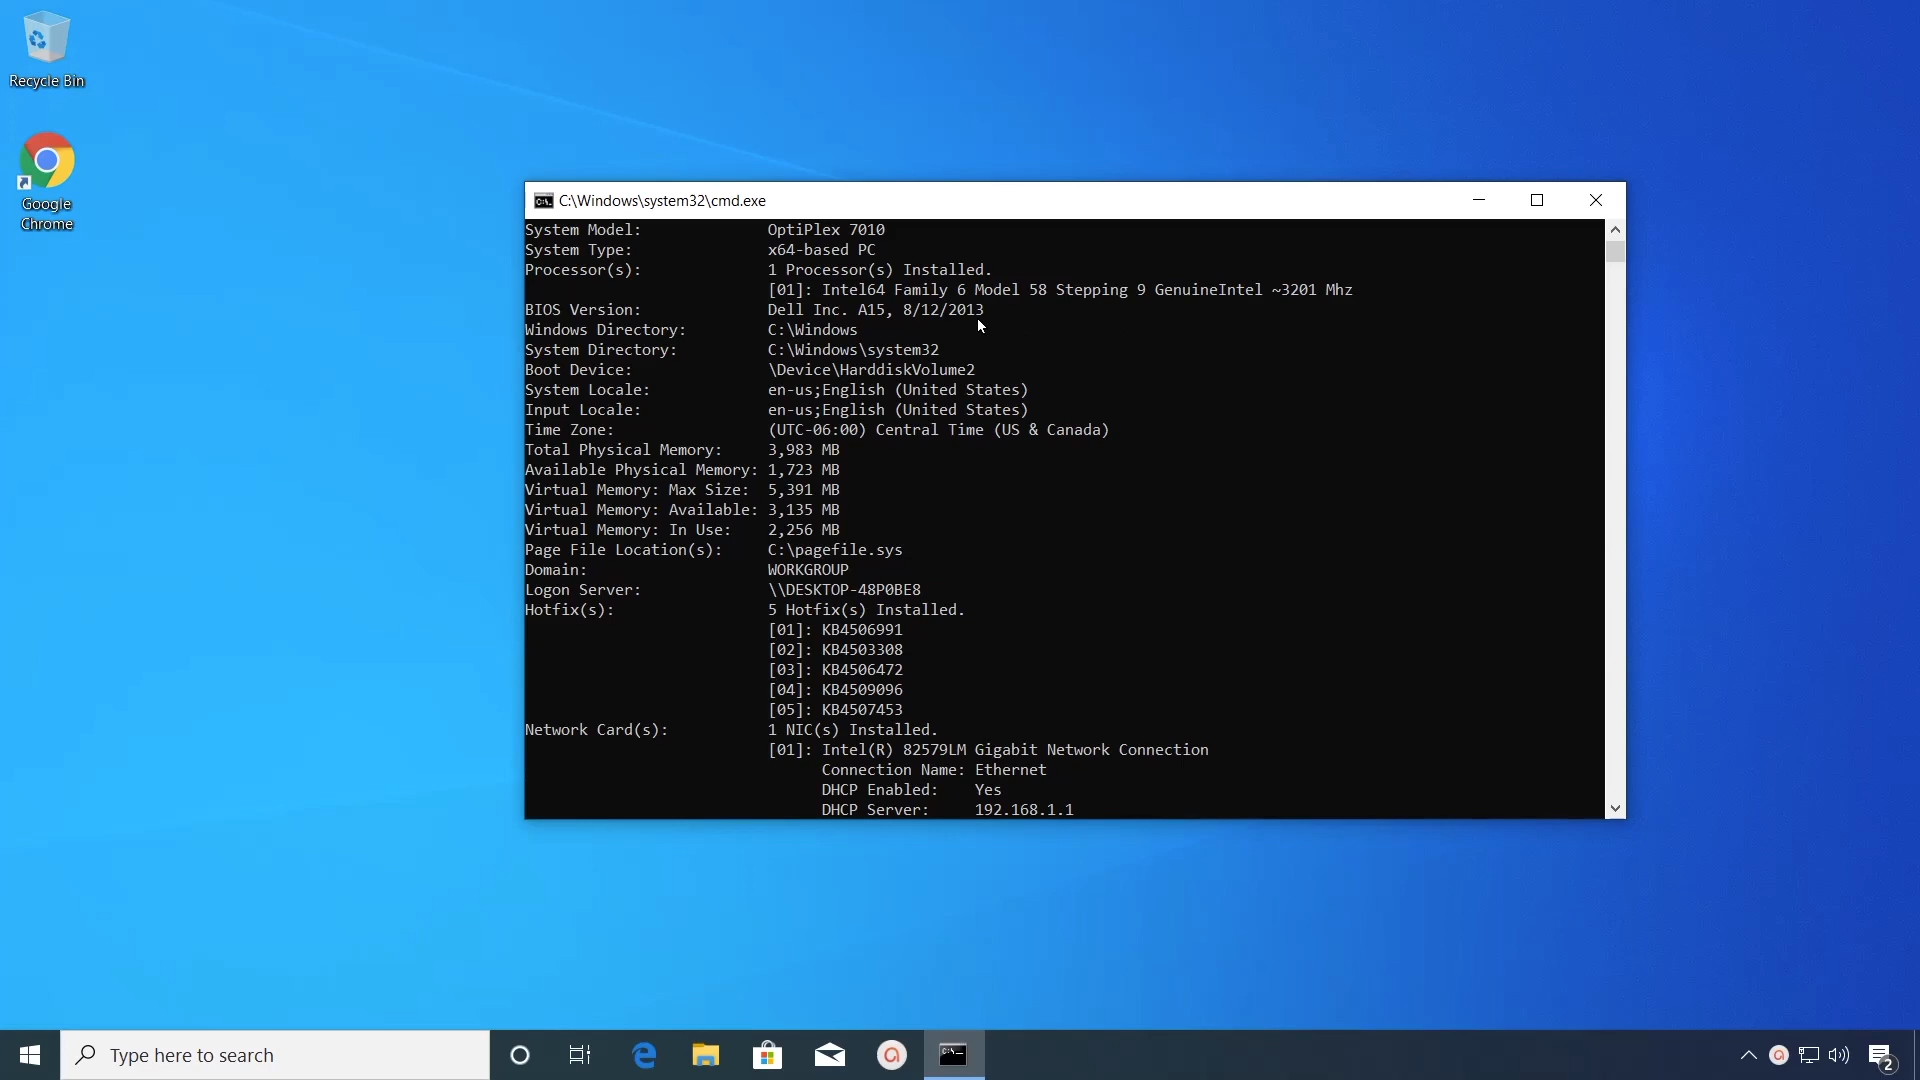 Recycle Bin
Google
Chrome
C:\Windows\system32\cmd.exe
System Model: OptiPlex 7010
System Type: x64-based PC
Processor(s): 1 Processor(s) Installed.
[01]: Intel64 Family 6 Model 58 Stepping 9 GenuineIntel ~3201 Mhz
BIOS Version: Dell Inc. A15, 8/12/2013
Windows Directory: C:\Windows
System Directory: C:\Windows\system32
Boot Device: \Device\HarddiskVolume2
System Locale: en-us;English (United States)
Input Locale: en-us;English (United States)
Time Zone: (UTC-06:00) Central Time (US & Canada)
Total Physical Memory: 3,983 MB
Available Physical Memory: 1,723 MB
Virtual Memory: Max Size: 5,391 MB
Virtual Memory: Available: 3,135 MB
Virtual Memory: In Use: 2,256 MB
Page File Location(s): C:\pagefile.sys
Domain: WORKGROUP
Logon Server: \\DESKTOP-48P0BE8
Hotfix(s): 5 Hotfix(s) Installed.
[01]: KB4506991
[02]: KB4503308
[03]: KB4506472
[04]: KB4509096
[05]: KB4507453
Network Card(s): 1 NIC(s) Installed.
[01]: Intel(R) 82579LM Gigabit Network Connection
Connection Name: Ethernet
DHCP Enabled: Yes
DHCP Server: 192.168.1.1
Type here to search
2